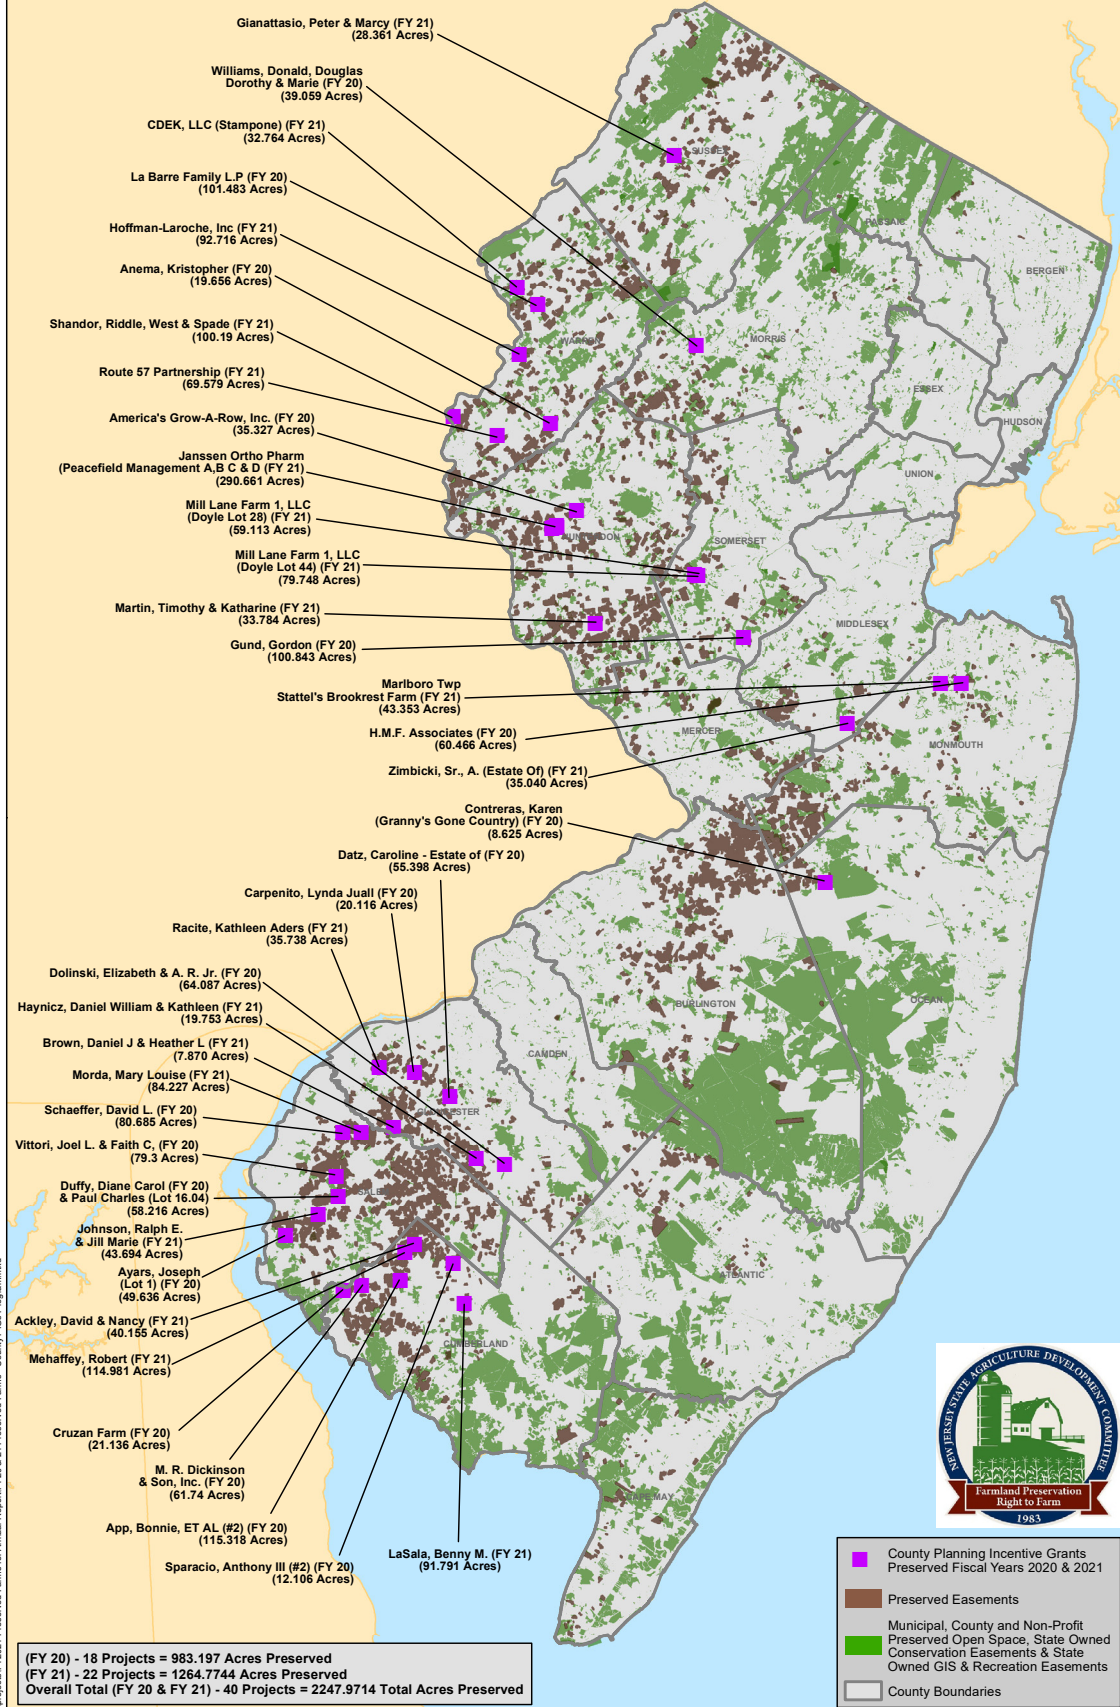 Gianattasio, Peter & Marcy (FY 21)
(28.361 Acres)
Williams, Donald, Douglas
Dorothy & Marie (FY 20)
(39.059 Acres)
CDEK, LLC (Stampone) (FY 21)
(32.764 Acres)
La Barre Family L.P (FY 20)
(101.483 Acres)
Hoffman-Laroche, Inc (FY 21)
(92.716 Acres)
Anema, Kristopher (FY 20)
(19.656 Acres)
Shandor, Riddle, West & Spade (FY 21)
(100.19 Acres)
Route 57 Partnership (FY 21)
(69.579 Acres)
America's Grow-A-Row, Inc. (FY 20)
(35.327 Acres)
Janssen Ortho Pharm
(Peacefield Management A,B C & D (FY 21)
(290.661 Acres)
Mill Lane Farm 1, LLC
(Doyle Lot 28) (FY 21)
(59.113 Acres)
Mill Lane Farm 1, LLC
(Doyle Lot 44) (FY 21)
(79.748 Acres)
Martin, Timothy & Katharine (FY 21)
(33.784 Acres)
Gund, Gordon (FY 20)
(100.843 Acres)
Marlboro Twp
Stattel's Brookrest Farm (FY 21)
(43.353 Acres)
H.M.F. Associates (FY 20)
(60.466 Acres)
Zimbicki, Sr., A. (Estate Of) (FY 21)
(35.040 Acres)
Contreras, Karen
(Granny's Gone Country) (FY 20)
(8.625 Acres)
Datz, Caroline - Estate of (FY 20)
(55.398 Acres)
Carpenito, Lynda Juall (FY 20)
(20.116 Acres)
Racite, Kathleen Aders (FY 21)
(35.738 Acres)
Dolinski, Elizabeth & A. R. Jr. (FY 20)
(64.087 Acres)
Haynicz, Daniel William & Kathleen (FY 21)
(19.753 Acres)
Brown, Daniel J & Heather L (FY 21)
(7.870 Acres)
Morda, Mary Louise (FY 21)
(84.227 Acres)
Schaeffer, David L. (FY 20)
(80.685 Acres)
Vittori, Joel L. & Faith C, (FY 20)
(79.3 Acres)
Duffy, Diane Carol (FY 20)
& Paul Charles (Lot 16.04)
(58.216 Acres)
Johnson, Ralph E.
& Jill Marie (FY 21)
(43.694 Acres)
Ayars, Joseph
(Lot 1) (FY 20)
(49.636 Acres)
Ackley, David & Nancy (FY 21)
(40.155 Acres)
Mehaffey, Robert (FY 21)
(114.981 Acres)
Cruzan Farm (FY 20)
(21.136 Acres)
M. R. Dickinson
& Son, Inc. (FY 20)
(61.74 Acres)
App, Bonnie, ET AL (#2) (FY 20)
(115.318 Acres)
Sparacio, Anthony III (#2) (FY 20)
(12.106 Acres)
LaSala, Benny M. (FY 21)
(91.791 Acres)
SUSSEX
PASSAIC
BERGEN
WARREN
MORRIS
ESSEX
HUDSON
UNION
HUNTERDON
SOMERSET
MIDDLESEX
MERCER
MONMOUTH
BURLINGTON
OCEAN
CAMDEN
GLOUCESTER
SALEM
ATLANTIC
CUMBERLAND
CAPE MAY
NEW JERSEY STATE AGRICULTURE DEVELOPMENT COMMITTEE
Farmland Preservation
Right to Farm
1983
County Planning Incentive Grants
Preserved Fiscal Years 2020 & 2021
Preserved Easements
Municipal, County and Non-Profit
Preserved Open Space, State Owned
Conservation Easements & State
Owned GIS & Recreation Easements
County Boundaries
(FY 20) - 18 Projects = 983.197 Acres Preserved
(FY 21) - 22 Projects = 1264.7744 Acres Preserved
Overall Total (FY 20 & FY 21) - 40 Projects = 2247.9714 Total Acres Preserved